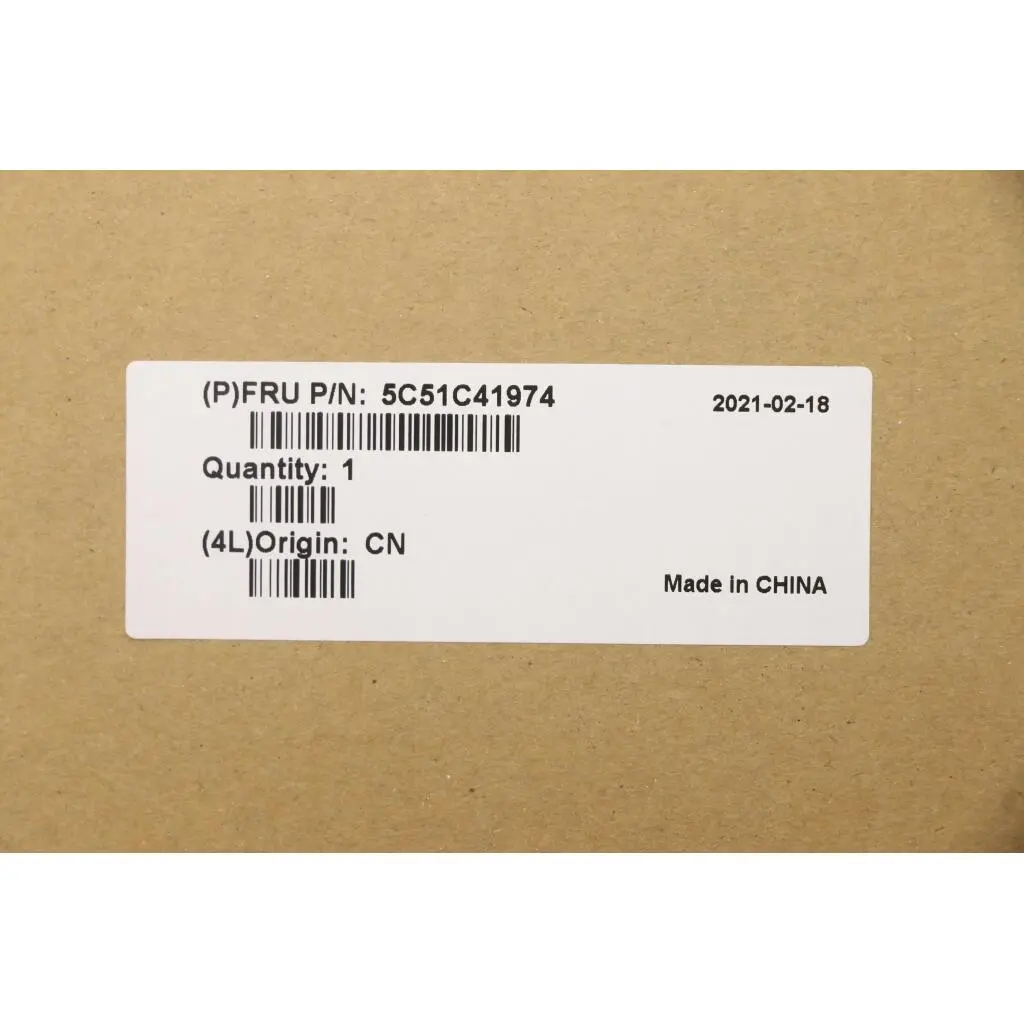 (P)FRU P/N: 5C51C41974
2021-02-18
Quantity: 1
(4L)Origin: CN
Made in CHINA